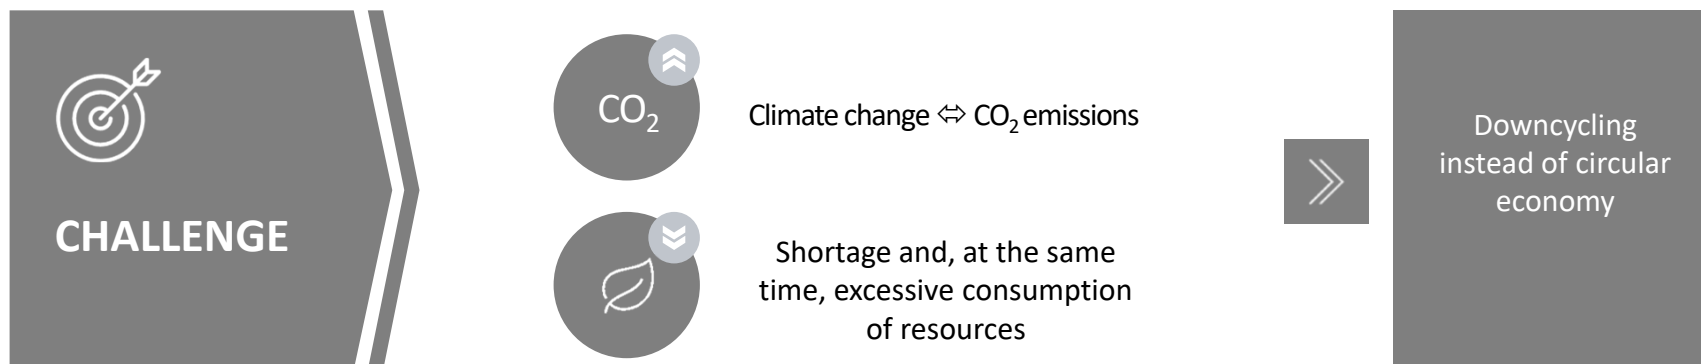 CHALLENGE
CO₂
Climate change ⇔ CO₂ emissions
Shortage and, at the same
time, excessive consumption
of resources
Downcycling
instead of circular
economy